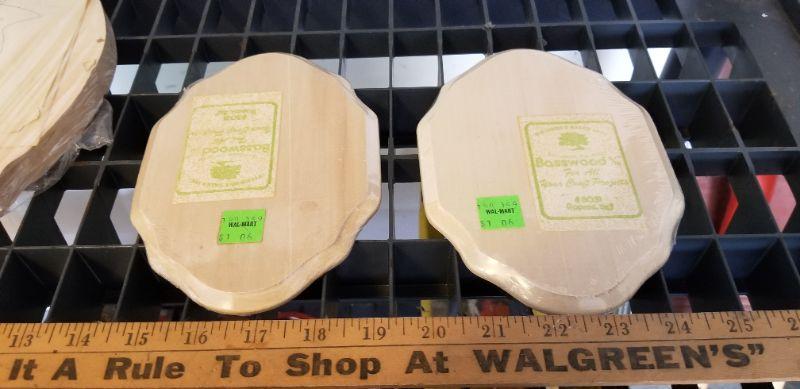 Basswood
Basswood
For All
Your Craft Projects
WAL-MART
$1 06
WAL-MART
$1 06
13 14 15 16 17 18 19 20 21 22 23 24 25
It A Rule To Shop At WALGREEN'S"